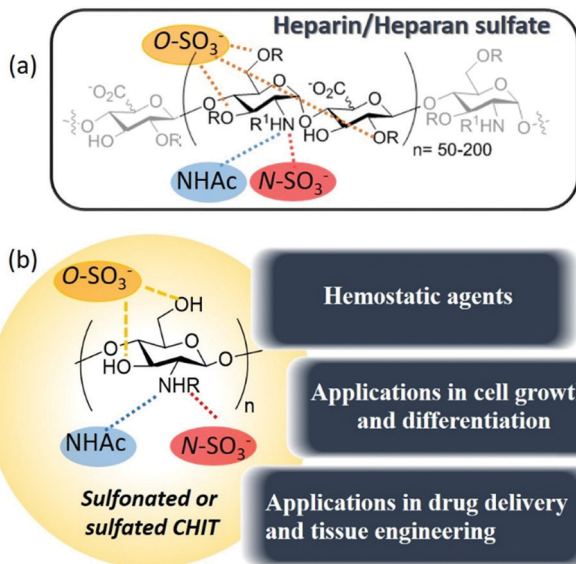 Heparin/Heparan sulfate
(a)
O-SO₃⁻
OR
⁻O₂C
O
O
HO
OR
RO
R¹HN
O
⁻O₂C
O
HO
OR
O
OR
O
RO
R¹HN
O
n= 50-200
NHAc
N-SO₃⁻
(b)
O-SO₃⁻
OH
O
O
HO
O
NHR
n
NHAc
N-SO₃⁻
Sulfonated or
sulfated CHIT
Hemostatic agents
Applications in cell growth
and differentiation
Applications in drug delivery
and tissue engineering